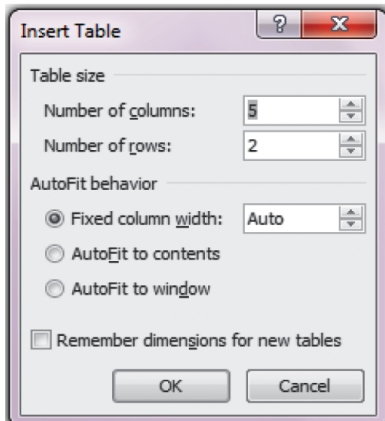 Insert Table
?
X
Table size
Number of columns: 5
Number of rows: 2
AutoFit behavior
Fixed column width: Auto
AutoFit to contents
AutoFit to window
Remember dimensions for new tables
OK Cancel